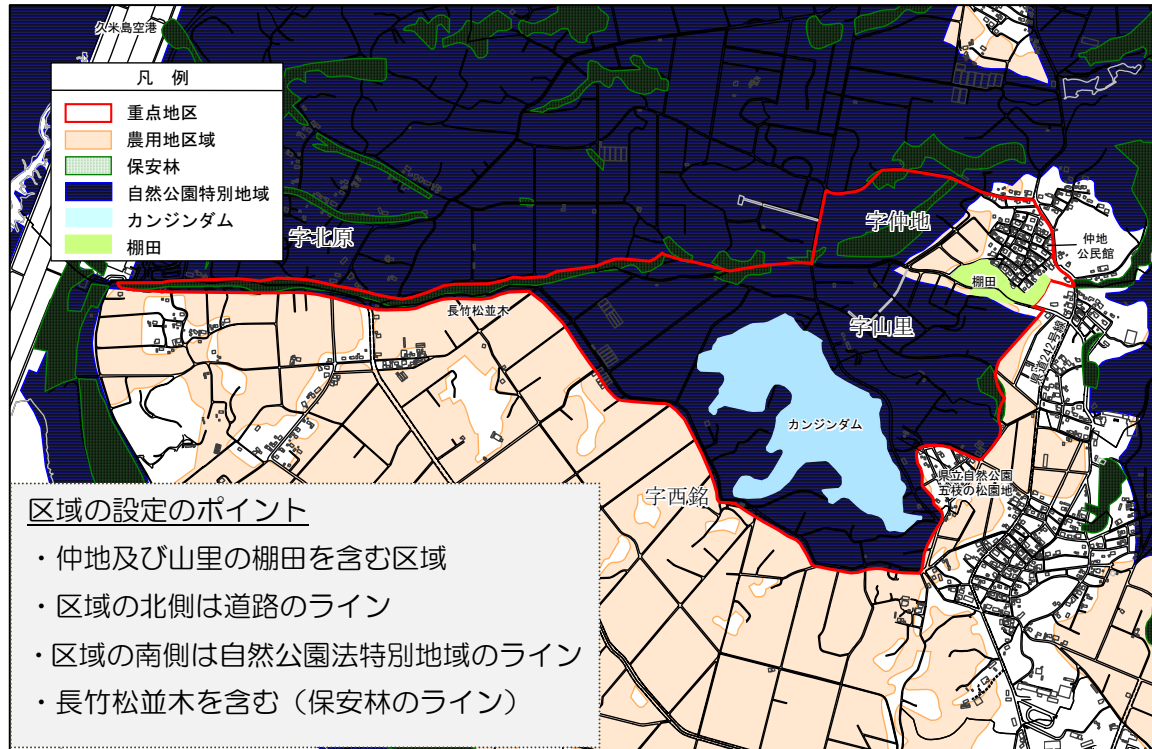 久米島空港
凡 例
重点地区
農用地区域
保安林
自然公園特別地域
カンジンダム
棚田
字北原
字仲地
仲地
公民館
棚田
長竹松並木
字山里
県道242号線
カンジンダム
県立自然公園
五枝の松園地
字西銘
区域の設定のポイント
・仲地及び山里の棚田を含む区域
・区域の北側は道路のライン
・区域の南側は自然公園法特別地域のライン
・長竹松並木を含む（保安林のライン）